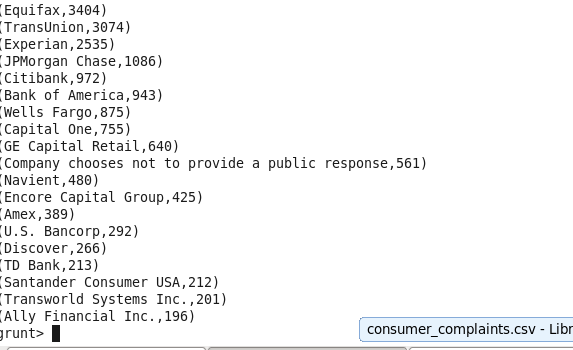 (Equifax,3404)
(TransUnion,3074)
(Experian,2535)
(JPMorgan Chase,1086)
(Citibank,972)
(Bank of America,943)
(Wells Fargo,875)
(Capital One,755)
(GE Capital Retail,640)
(Company chooses not to provide a public response,561)
(Navient,480)
(Encore Capital Group,425)
(Amex,389)
(U.S. Bancorp,292)
(Discover,266)
(TD Bank,213)
(Santander Consumer USA,212)
(Transworld Systems Inc.,201)
(Ally Financial Inc.,196)
grunt>
consumer_complaints.csv - Libr